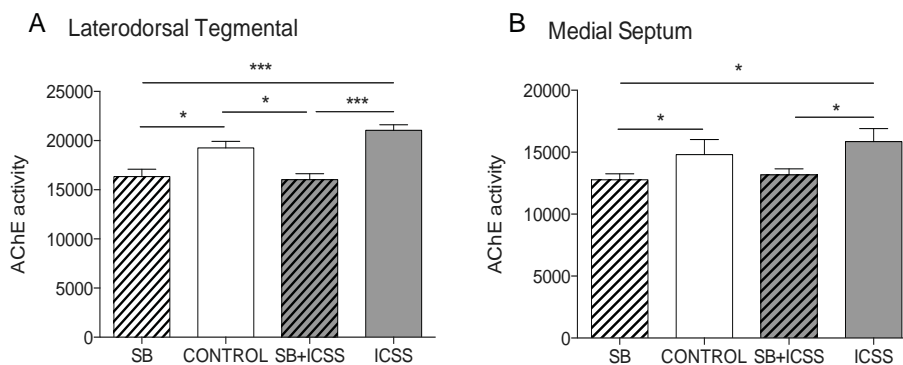 A Laterodorsal Tegmental
***
* * ***
25000
20000
15000
10000
5000
0
AChE activity
SB CONTROL SB+ICSS ICSS
B Medial Septum
*
* *
20000
15000
10000
5000
0
AChE activity
SB CONTROL SB+ICSS ICSS